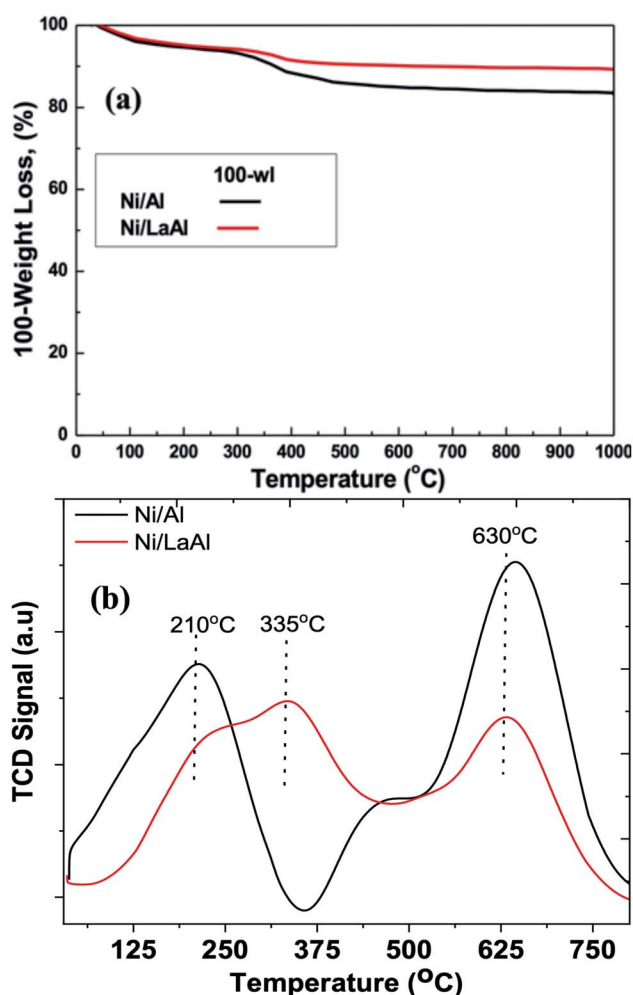 100
80
60
40
20
0
100-Weight Loss, (%)
(a)
100-wl
Ni/Al
Ni/LaAl
0 100 200 300 400 500 600 700 800 900 1000
Temperature (°C)
Ni/Al
Ni/LaAl
630°C
(b)
210°C 335°C
TCD Signal (a.u)
125 250 375 500 625 750
Temperature (°C)